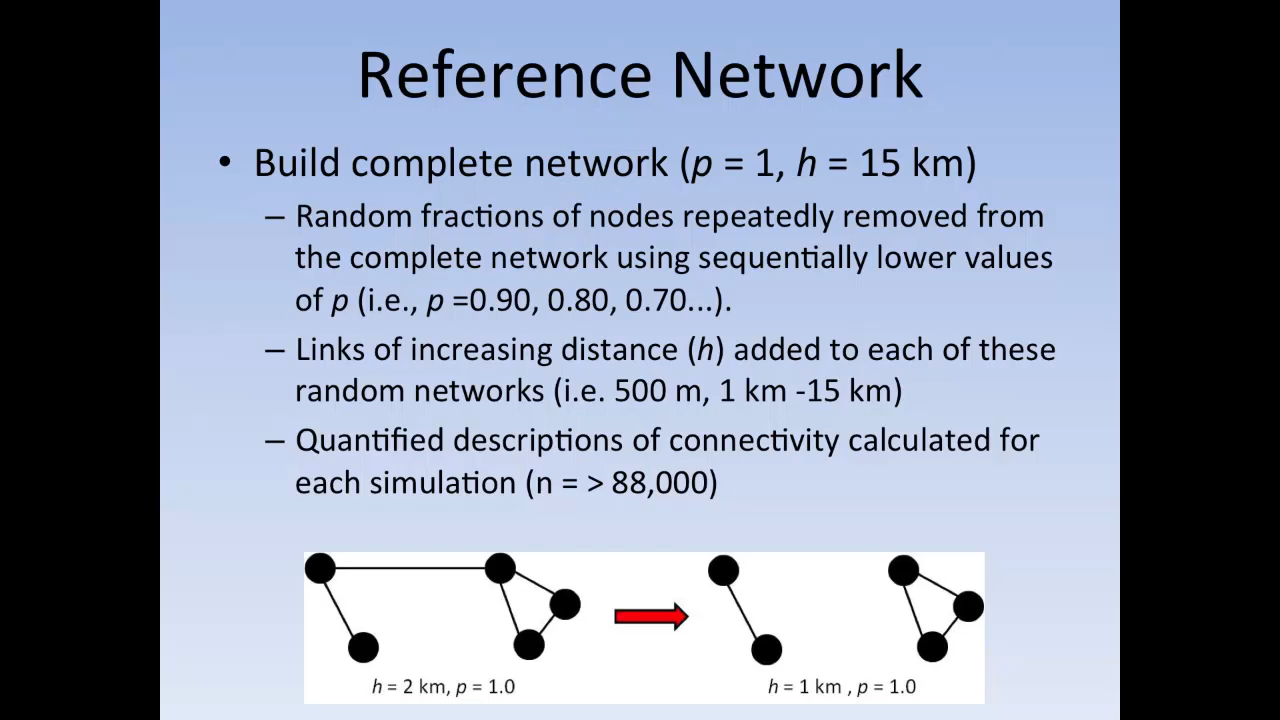 Reference Network
• Build complete network (p = 1, h = 15 km)
– Random fractions of nodes repeatedly removed from
the complete network using sequentially lower values
of p (i.e., p =0.90, 0.80, 0.70...).
– Links of increasing distance (h) added to each of these
random networks (i.e. 500 m, 1 km -15 km)
– Quantified descriptions of connectivity calculated for
each simulation (n = > 88,000)
h = 2 km, p = 1.0
h = 1 km , p = 1.0